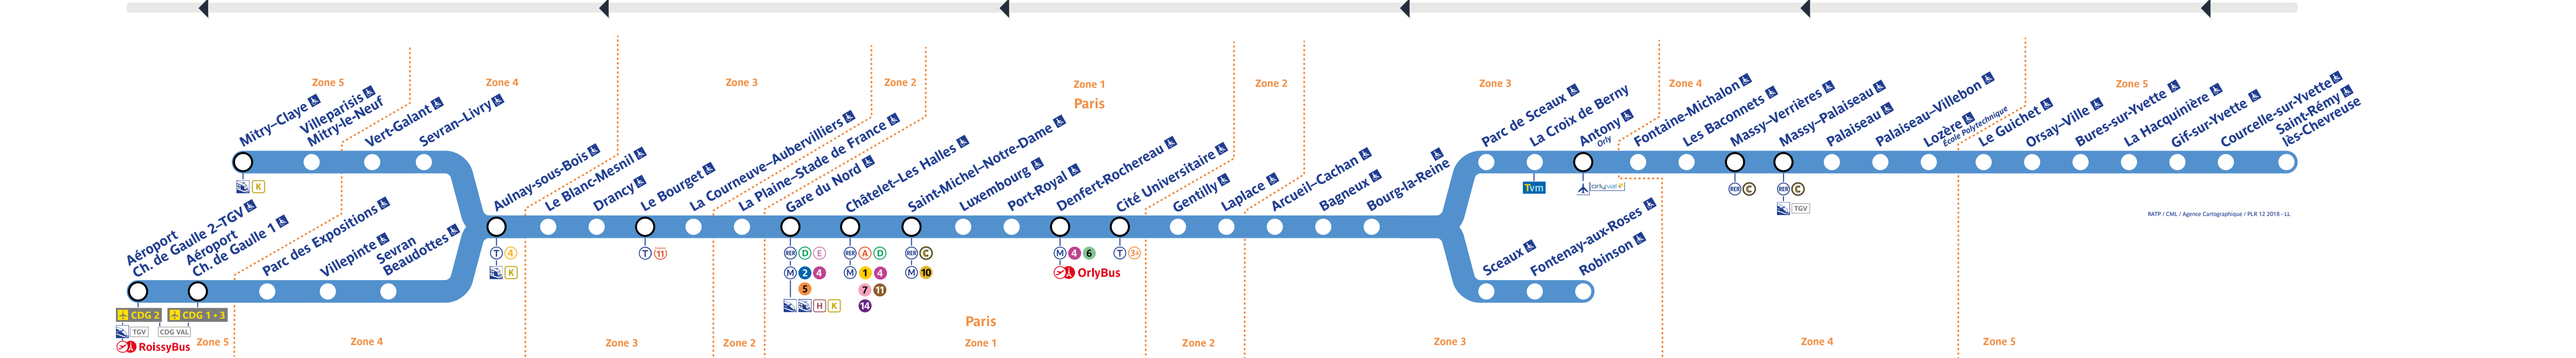 Zone 5
Zone 4
Zone 3
Zone 2
Zone 1
Paris
Zone 2
Zone 3
Zone 4
Zone 5
Mitry–Claye
Villeparisis
Mitry-le-Neuf
Vert-Galant
Sevran–Livry
K
Aéroport
Ch. de Gaulle 2–TGV
Aéroport
Ch. de Gaulle 1
Parc des Expositions
Villepinte
Sevran
Beaudottes
CDG 2
CDG 1 • 3
TGV
CDG VAL
RoissyBus
Aulnay-sous-Bois
T 4
K
Le Blanc-Mesnil
Drancy
Le Bourget
T 11
La Courneuve–Aubervilliers
La Plaine–Stade de France
Gare du Nord
RER D E
M 2 4
5
H K
Châtelet–Les Halles
RER A D
M 1 4
7 11
14
Saint-Michel–Notre-Dame
RER C
M 10
Luxembourg
Port-Royal
Denfert-Rochereau
M 4 6
OrlyBus
Cité Universitaire
T 3a
Gentilly
Laplace
Arcueil–Cachan
Bagneux
Bourg-la-Reine
Parc de Sceaux
La Croix de Berny
Tvm
Antony
Orly
orlyval
Fontaine-Michalon
Les Baconnets
Massy–Verrières
RER C
Massy–Palaiseau
RER C
TGV
Palaiseau
Palaiseau–Villebon
Lozère
École Polytechnique
Le Guichet
Orsay–Ville
Bures-sur-Yvette
La Hacquinière
Gif-sur-Yvette
Courcelle-sur-Yvette
Saint-Rémy
lès-Chevreuse
Sceaux
Fontenay-aux-Roses
Robinson
RATP / CML / Agence Cartographique / PLR 12 2018 - LL
Zone 5
Zone 4
Zone 3
Zone 2
Paris
Zone 1
Zone 2
Zone 3
Zone 4
Zone 5